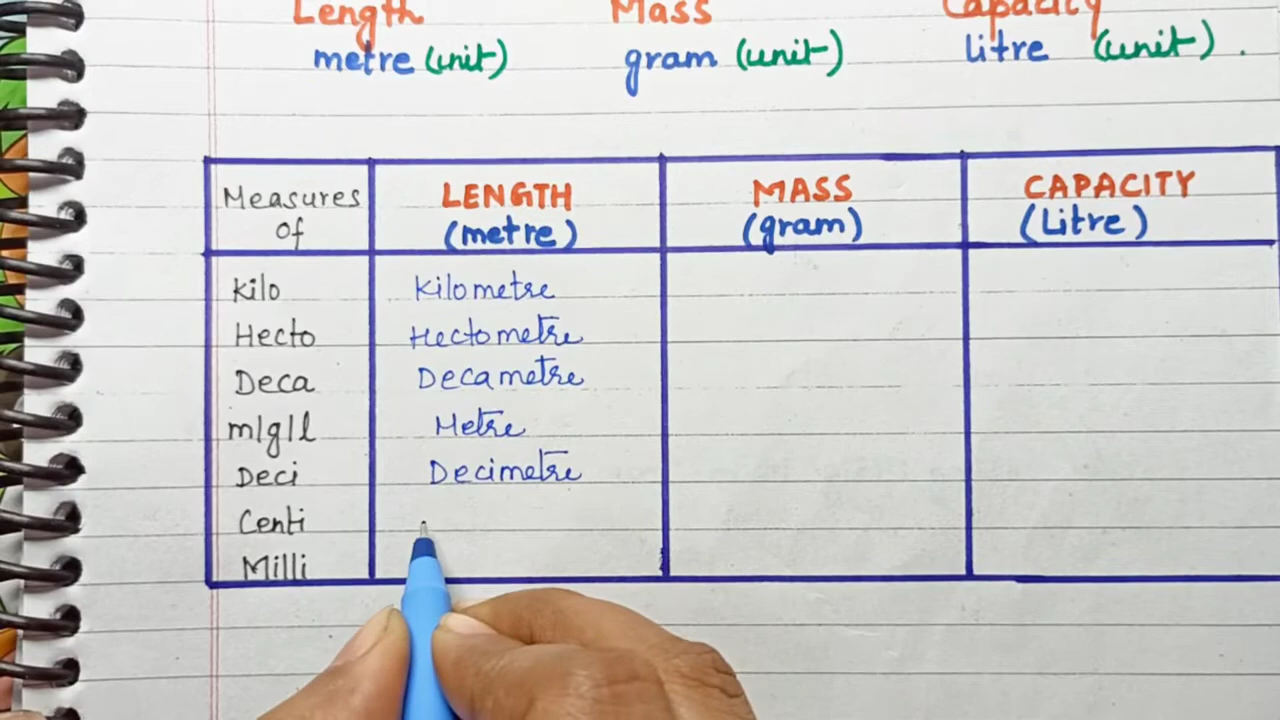 Length Mass Capacity
metre (unit) gram (unit) litre (unit).
Measures of LENGTH (metre) MASS (gram) CAPACITY (Litre)
Kilo Kilometre
Hecto Hectometre
Deca Decametre
m/g/l Metre
Deci Decimetre
Centi
Milli